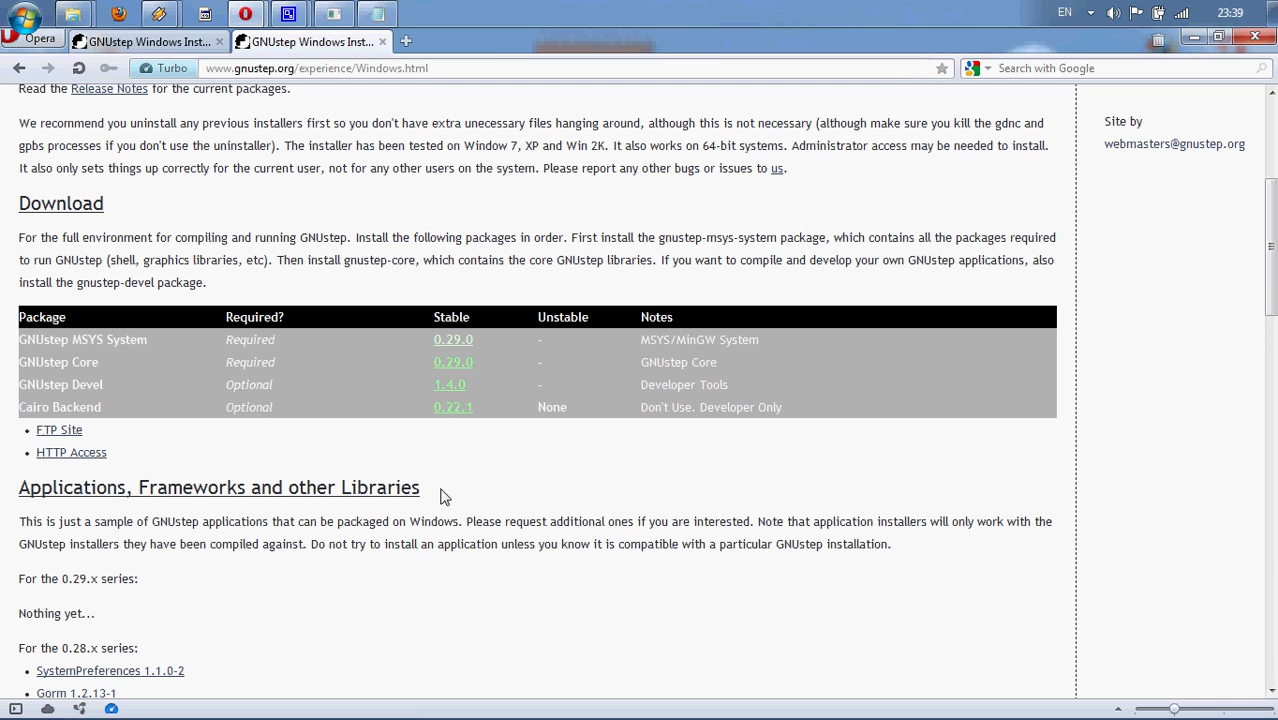 EN
23:39
Opera
GNUstep Windows Inst...
GNUstep Windows Inst...
Turbo
www.gnustep.org/experience/Windows.html
Search with Google
Read the Release Notes for the current packages.
We recommend you uninstall any previous installers first so you don't have extra unecessary files hanging around, although this is not necessary (although make sure you kill the gdnc and
gpbs processes if you don't use the uninstaller). The installer has been tested on Window 7, XP and Win 2K. It also works on 64-bit systems. Administrator access may be needed to install.
It also only sets things up correctly for the current user, not for any other users on the system. Please report any other bugs or issues to us.
Site by
webmasters@gnustep.org
Download
For the full environment for compiling and running GNUstep. Install the following packages in order. First install the gnustep-msys-system package, which contains all the packages required
to run GNUstep (shell, graphics libraries, etc). Then install gnustep-core, which contains the core GNUstep libraries. If you want to compile and develop your own GNUstep applications, also
install the gnustep-devel package.
Package Required? Stable Unstable Notes
GNUstep MSYS System Required 0.29.0 - MSYS/MinGW System
GNUstep Core Required 0.29.0 - GNUstep Core
GNUstep Devel Optional 1.4.0 - Developer Tools
Cairo Backend Optional 0.22.1 None Don't Use. Developer Only
• FTP Site
• HTTP Access
Applications, Frameworks and other Libraries
This is just a sample of GNUstep applications that can be packaged on Windows. Please request additional ones if you are interested. Note that application installers will only work with the
GNUstep installers they have been compiled against. Do not try to install an application unless you know it is compatible with a particular GNUstep installation.
For the 0.29.x series:
Nothing yet...
For the 0.28.x series:
• SystemPreferences 1.1.0-2
• Gorm 1.2.13-1